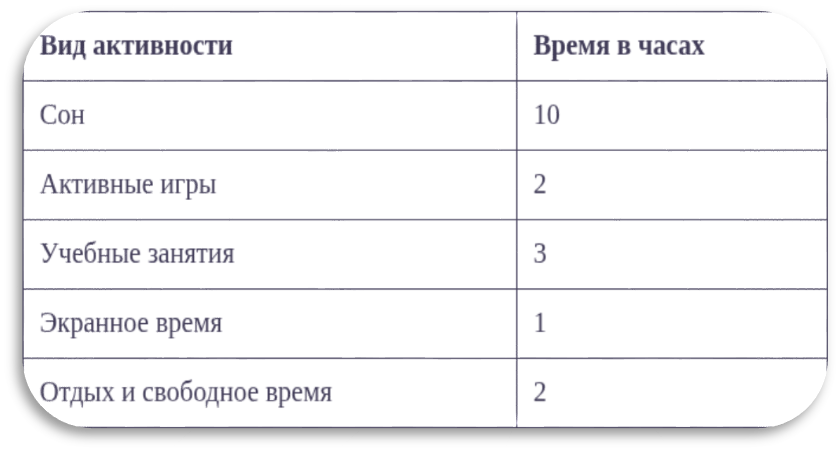 Вид активности Время в часах
Сон 10
Активные игры 2
Учебные занятия 3
Экранное время 1
Отдых и свободное время 2